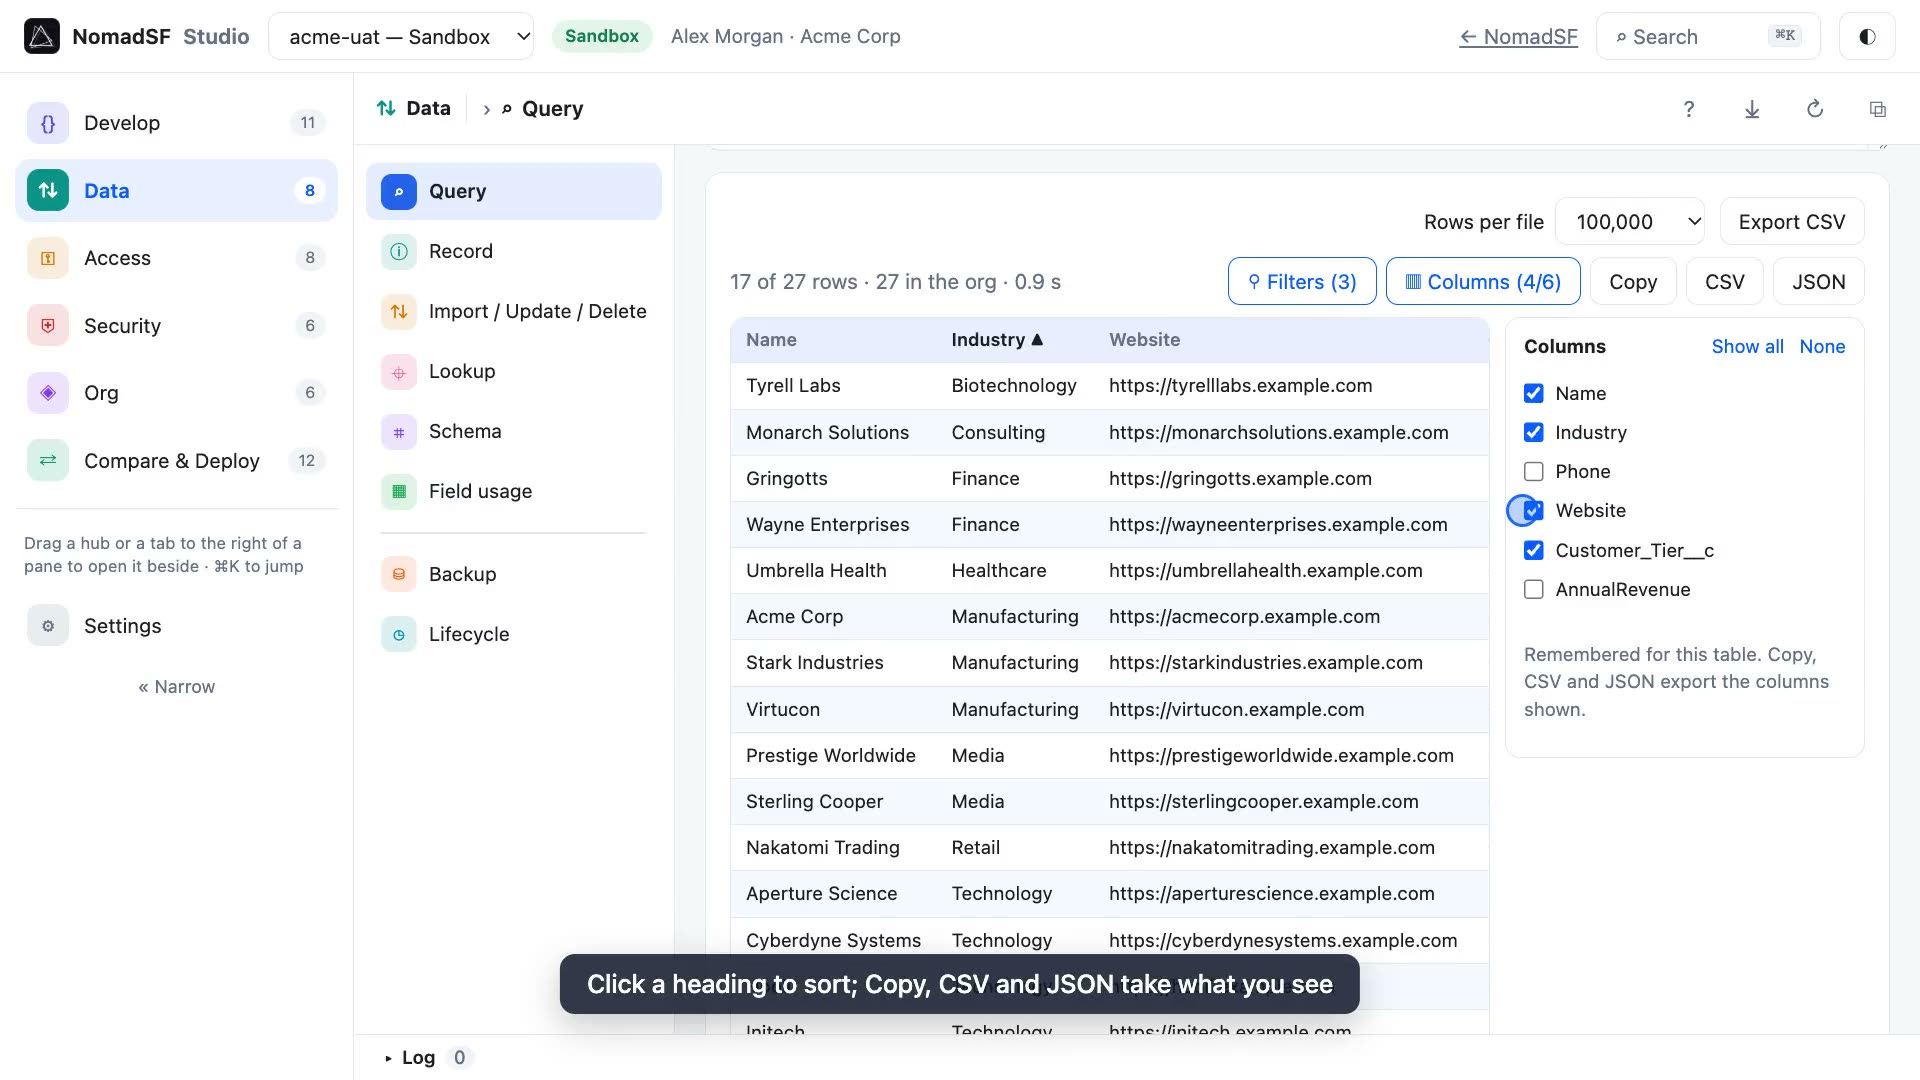 NomadSF Studio
acme-uat — Sandbox
Sandbox
Alex Morgan · Acme Corp
← NomadSF
Search ⌘K
{} Develop 11
Data 8
Access 8
Security 6
Org 6
Compare & Deploy 12
Drag a hub or a tab to the right of a
pane to open it beside · ⌘K to jump
Settings
« Narrow
Data › Query
?
Query
Record
Import / Update / Delete
Lookup
Schema
Field usage
Backup
Lifecycle
Rows per file 100,000 Export CSV
17 of 27 rows · 27 in the org · 0.9 s
Filters (3) Columns (4/6) Copy CSV JSON
Name Industry ▲ Website
Tyrell Labs Biotechnology https://tyrelllabs.example.com
Monarch Solutions Consulting https://monarchsolutions.example.com
Gringotts Finance https://gringotts.example.com
Wayne Enterprises Finance https://wayneenterprises.example.com
Umbrella Health Healthcare https://umbrellahealth.example.com
Acme Corp Manufacturing https://acmecorp.example.com
Stark Industries Manufacturing https://starkindustries.example.com
Virtucon Manufacturing https://virtucon.example.com
Prestige Worldwide Media https://prestigeworldwide.example.com
Sterling Cooper Media https://sterlingcooper.example.com
Nakatomi Trading Retail https://nakatomitrading.example.com
Aperture Science Technology https://aperturescience.example.com
Cyberdyne Systems Technology https://cyberdynesystems.example.com
Initech Technology https://initech.example.com
Columns Show all None
Name
Industry
Phone
Website
Customer_Tier__c
AnnualRevenue
Remembered for this table. Copy,
CSV and JSON export the columns
shown.
Click a heading to sort; Copy, CSV and JSON take what you see
Log 0